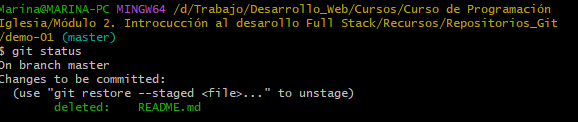 Marina@MARINA-PC MINGW64 /d/Trabajo/Desarrollo_Web/Cursos/Curso de Programación
Iglesia/Módulo 2. Introcucción al desarollo Full Stack/Recursos/Repositorios_Git
/demo-01 (master)
$ git status
On branch master
Changes to be committed:
(use "git restore --staged <file>..." to unstage)
deleted: README.md